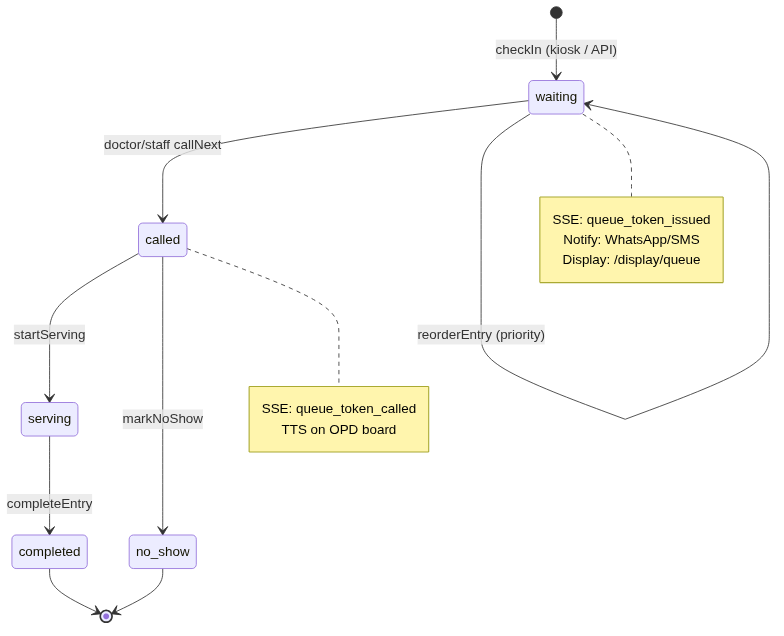 checkIn (kiosk / API)
waiting
doctor/staff callNext
SSE: queue_token_issued
Notify: WhatsApp/SMS
Display: /display/queue
called
startServing
reorderEntry (priority)
SSE: queue_token_called
TTS on OPD board
serving
markNoShow
completeEntry
completed
no_show